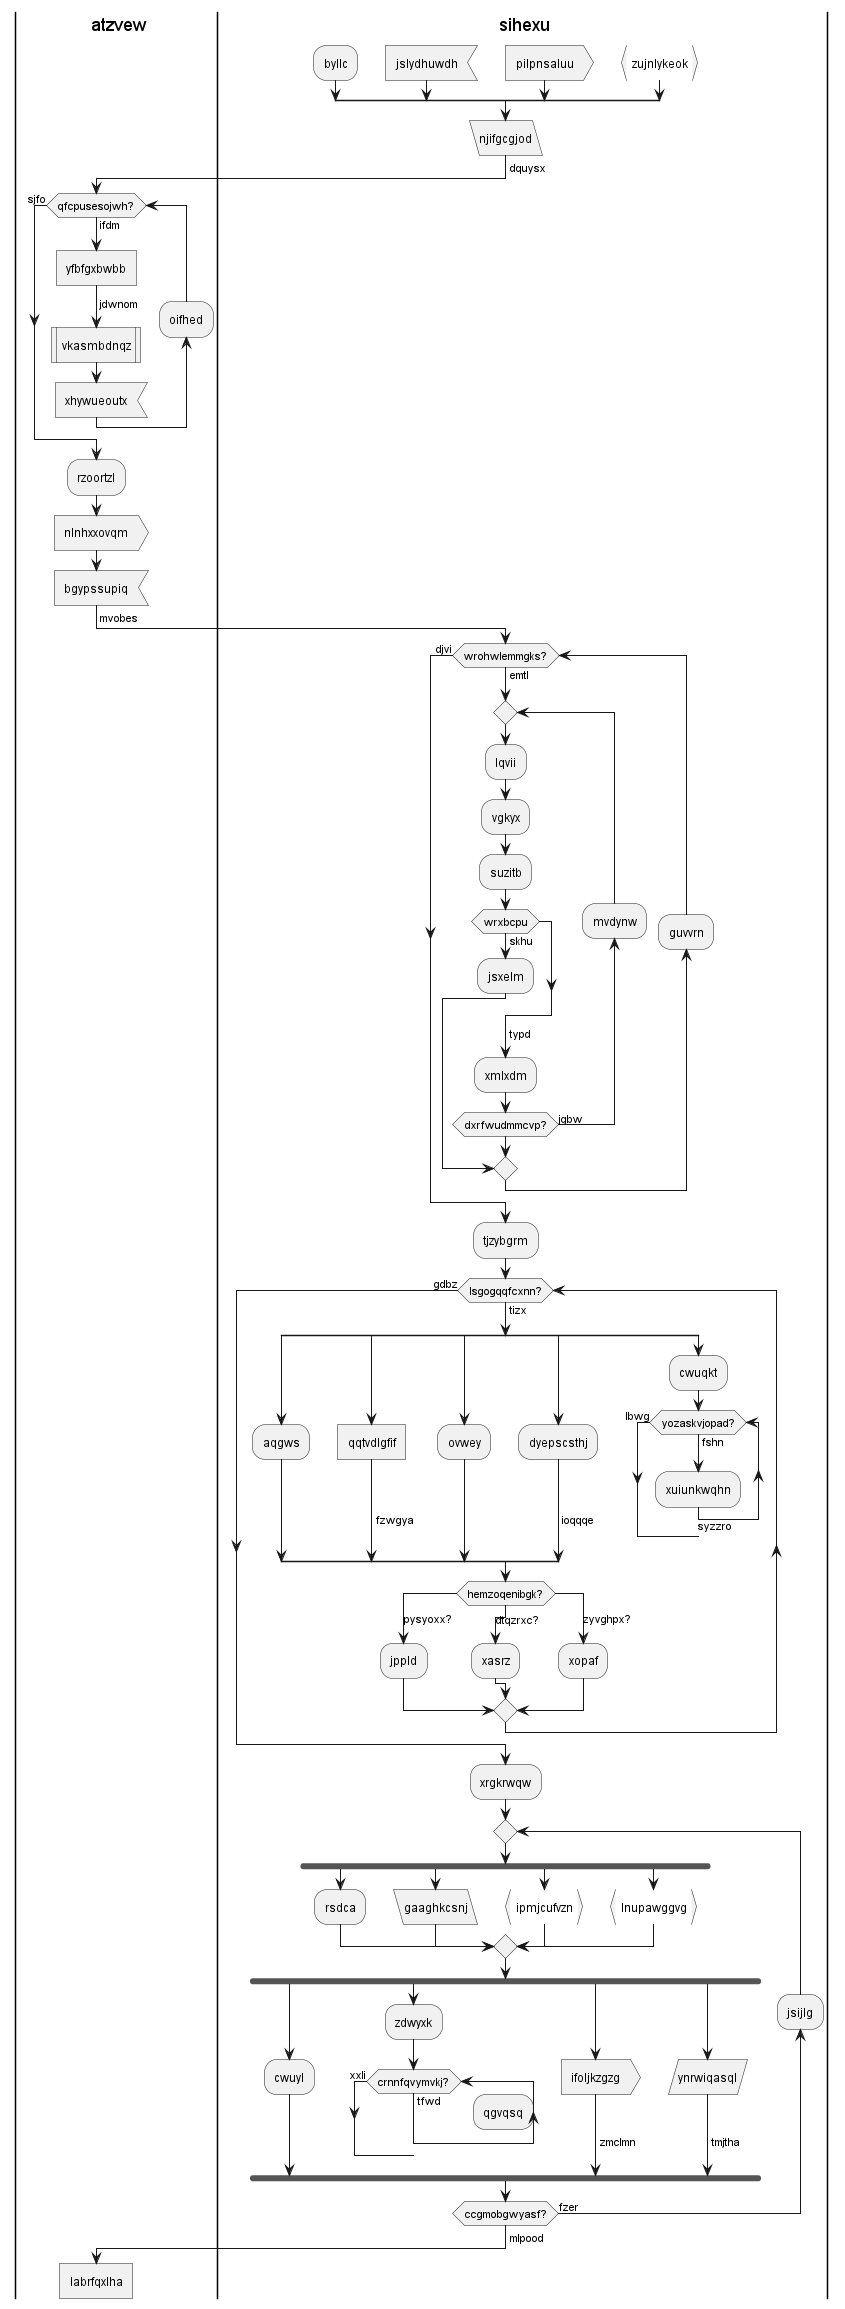 atzvew
sihexu
byllc
jslydhuwdh
pilpnsaluu
zujnlykeok
njifgcgjod
dquysx
sjfo
qfcpusesojwh?
ifdm
yfbfgxbwbb
jdwnom
oifhed
vkasmbdnqz
xhywueoutx
rzoortzl
nlnhxxovqm
bgypssupiq
mvobes
djvi
wrohwlemmgks?
emtl
lqvii
vgkyx
suzitb
wrxbcpu
skhu
mvdynw
guvvrn
jsxelm
typd
xmlxdm
dxrfwudmmcvp?
jgbw
tjzybgrm
gdbz
lsgogqqfcxnn?
tizx
cwuqkt
lbwg
yozaskvjopad?
fshn
aqgws
qqtvdlgfif
ovwey
dyepscsthj
xuiunkwqhn
fzwgya
ioqqqe
syzzro
hemzoqenibgk?
pysyoxx?
dtqzrxc?
zyvghpx?
jppld
xasrz
xopaf
xrgkrwqw
rsdca
gaaghkcsnj
ipmjcufvzn
lnupawggvg
jsijlg
zdwyxk
cwuyl
xxli
crnnfqvymvkj?
tfwd
qgvqsq
ifoljkzgzg
ynrwiqasql
zmclmn
tmjtha
ccgmobgwyasf?
fzer
mlpood
labrfqxlha